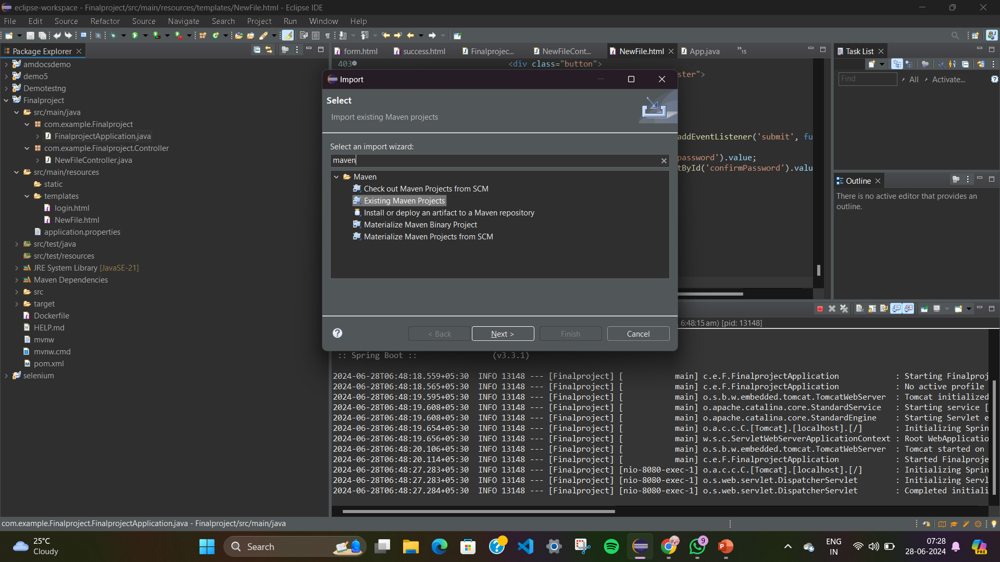 eclipse-workspace - Finalproject/src/main/resources/templates/NewFile.html - Eclipse IDE
File Edit Source Refactor Source Navigate Search Project Run Window Help
Package Explorer
amdocsdemo
demo5
Demotestng
Finalproject
src/main/java
com.example.Finalproject
FinalprojectApplication.java
com.example.Finalproject.Controller
NewFileController.java
src/main/resources
static
templates
login.html
NewFile.html
application.properties
src/test/java
src/test/resources
JRE System Library [JavaSE-21]
Maven Dependencies
src
target
Dockerfile
HELP.md
mvnw
mvnw.cmd
pom.xml
selenium
form.html success.html Finalprojec... NewFileCont... NewFile.html App.java »15
403 <div class="button">
ster">
addEventListener('submit', fu
password').value;
tById('confirmPassword').valu
Import
Select
Import existing Maven projects
Select an import wizard:
maven
Maven
Check out Maven Projects from SCM
Existing Maven Projects
Install or deploy an artifact to a Maven repository
Materialize Maven Binary Project
Materialize Maven Projects from SCM
< Back Next > Finish Cancel
Task List
Find All Activate...
Outline
There is no active editor that provides an
outline.
6:48:15 am) [pid: 13148]
:: Spring Boot :: (v3.3.1)
2024-06-28T06:48:18.559+05:30 INFO 13148 --- [Finalproject] [ main] c.e.F.FinalprojectApplication : Starting Finalproj
2024-06-28T06:48:18.565+05:30 INFO 13148 --- [Finalproject] [ main] c.e.F.FinalprojectApplication : No active profile
2024-06-28T06:48:19.595+05:30 INFO 13148 --- [Finalproject] [ main] o.s.b.w.embedded.tomcat.TomcatWebServer : Tomcat initialized
2024-06-28T06:48:19.608+05:30 INFO 13148 --- [Finalproject] [ main] o.apache.catalina.core.StandardService : Starting service [
2024-06-28T06:48:19.608+05:30 INFO 13148 --- [Finalproject] [ main] o.apache.catalina.core.StandardEngine : Starting Servlet e
2024-06-28T06:48:19.654+05:30 INFO 13148 --- [Finalproject] [ main] o.a.c.c.C.[Tomcat].[localhost].[/] : Initializing Sprin
2024-06-28T06:48:19.656+05:30 INFO 13148 --- [Finalproject] [ main] w.s.c.ServletWebServerApplicationContext : Root WebApplicatio
2024-06-28T06:48:20.106+05:30 INFO 13148 --- [Finalproject] [ main] o.s.b.w.embedded.tomcat.TomcatWebServer : Tomcat started on
2024-06-28T06:48:20.114+05:30 INFO 13148 --- [Finalproject] [ main] c.e.F.FinalprojectApplication : Started Finalproje
2024-06-28T06:48:27.283+05:30 INFO 13148 --- [Finalproject] [nio-8080-exec-1] o.a.c.c.C.[Tomcat].[localhost].[/] : Initializing Sprin
2024-06-28T06:48:27.283+05:30 INFO 13148 --- [Finalproject] [nio-8080-exec-1] o.s.web.servlet.DispatcherServlet : Initializing Servl
2024-06-28T06:48:27.284+05:30 INFO 13148 --- [Finalproject] [nio-8080-exec-1] o.s.web.servlet.DispatcherServlet : Completed initiali
com.example.Finalproject.FinalprojectApplication.java - Finalproject/src/main/java
25°C
Cloudy
Search
9
ENG
IN
07:28
28-06-2024
PRE